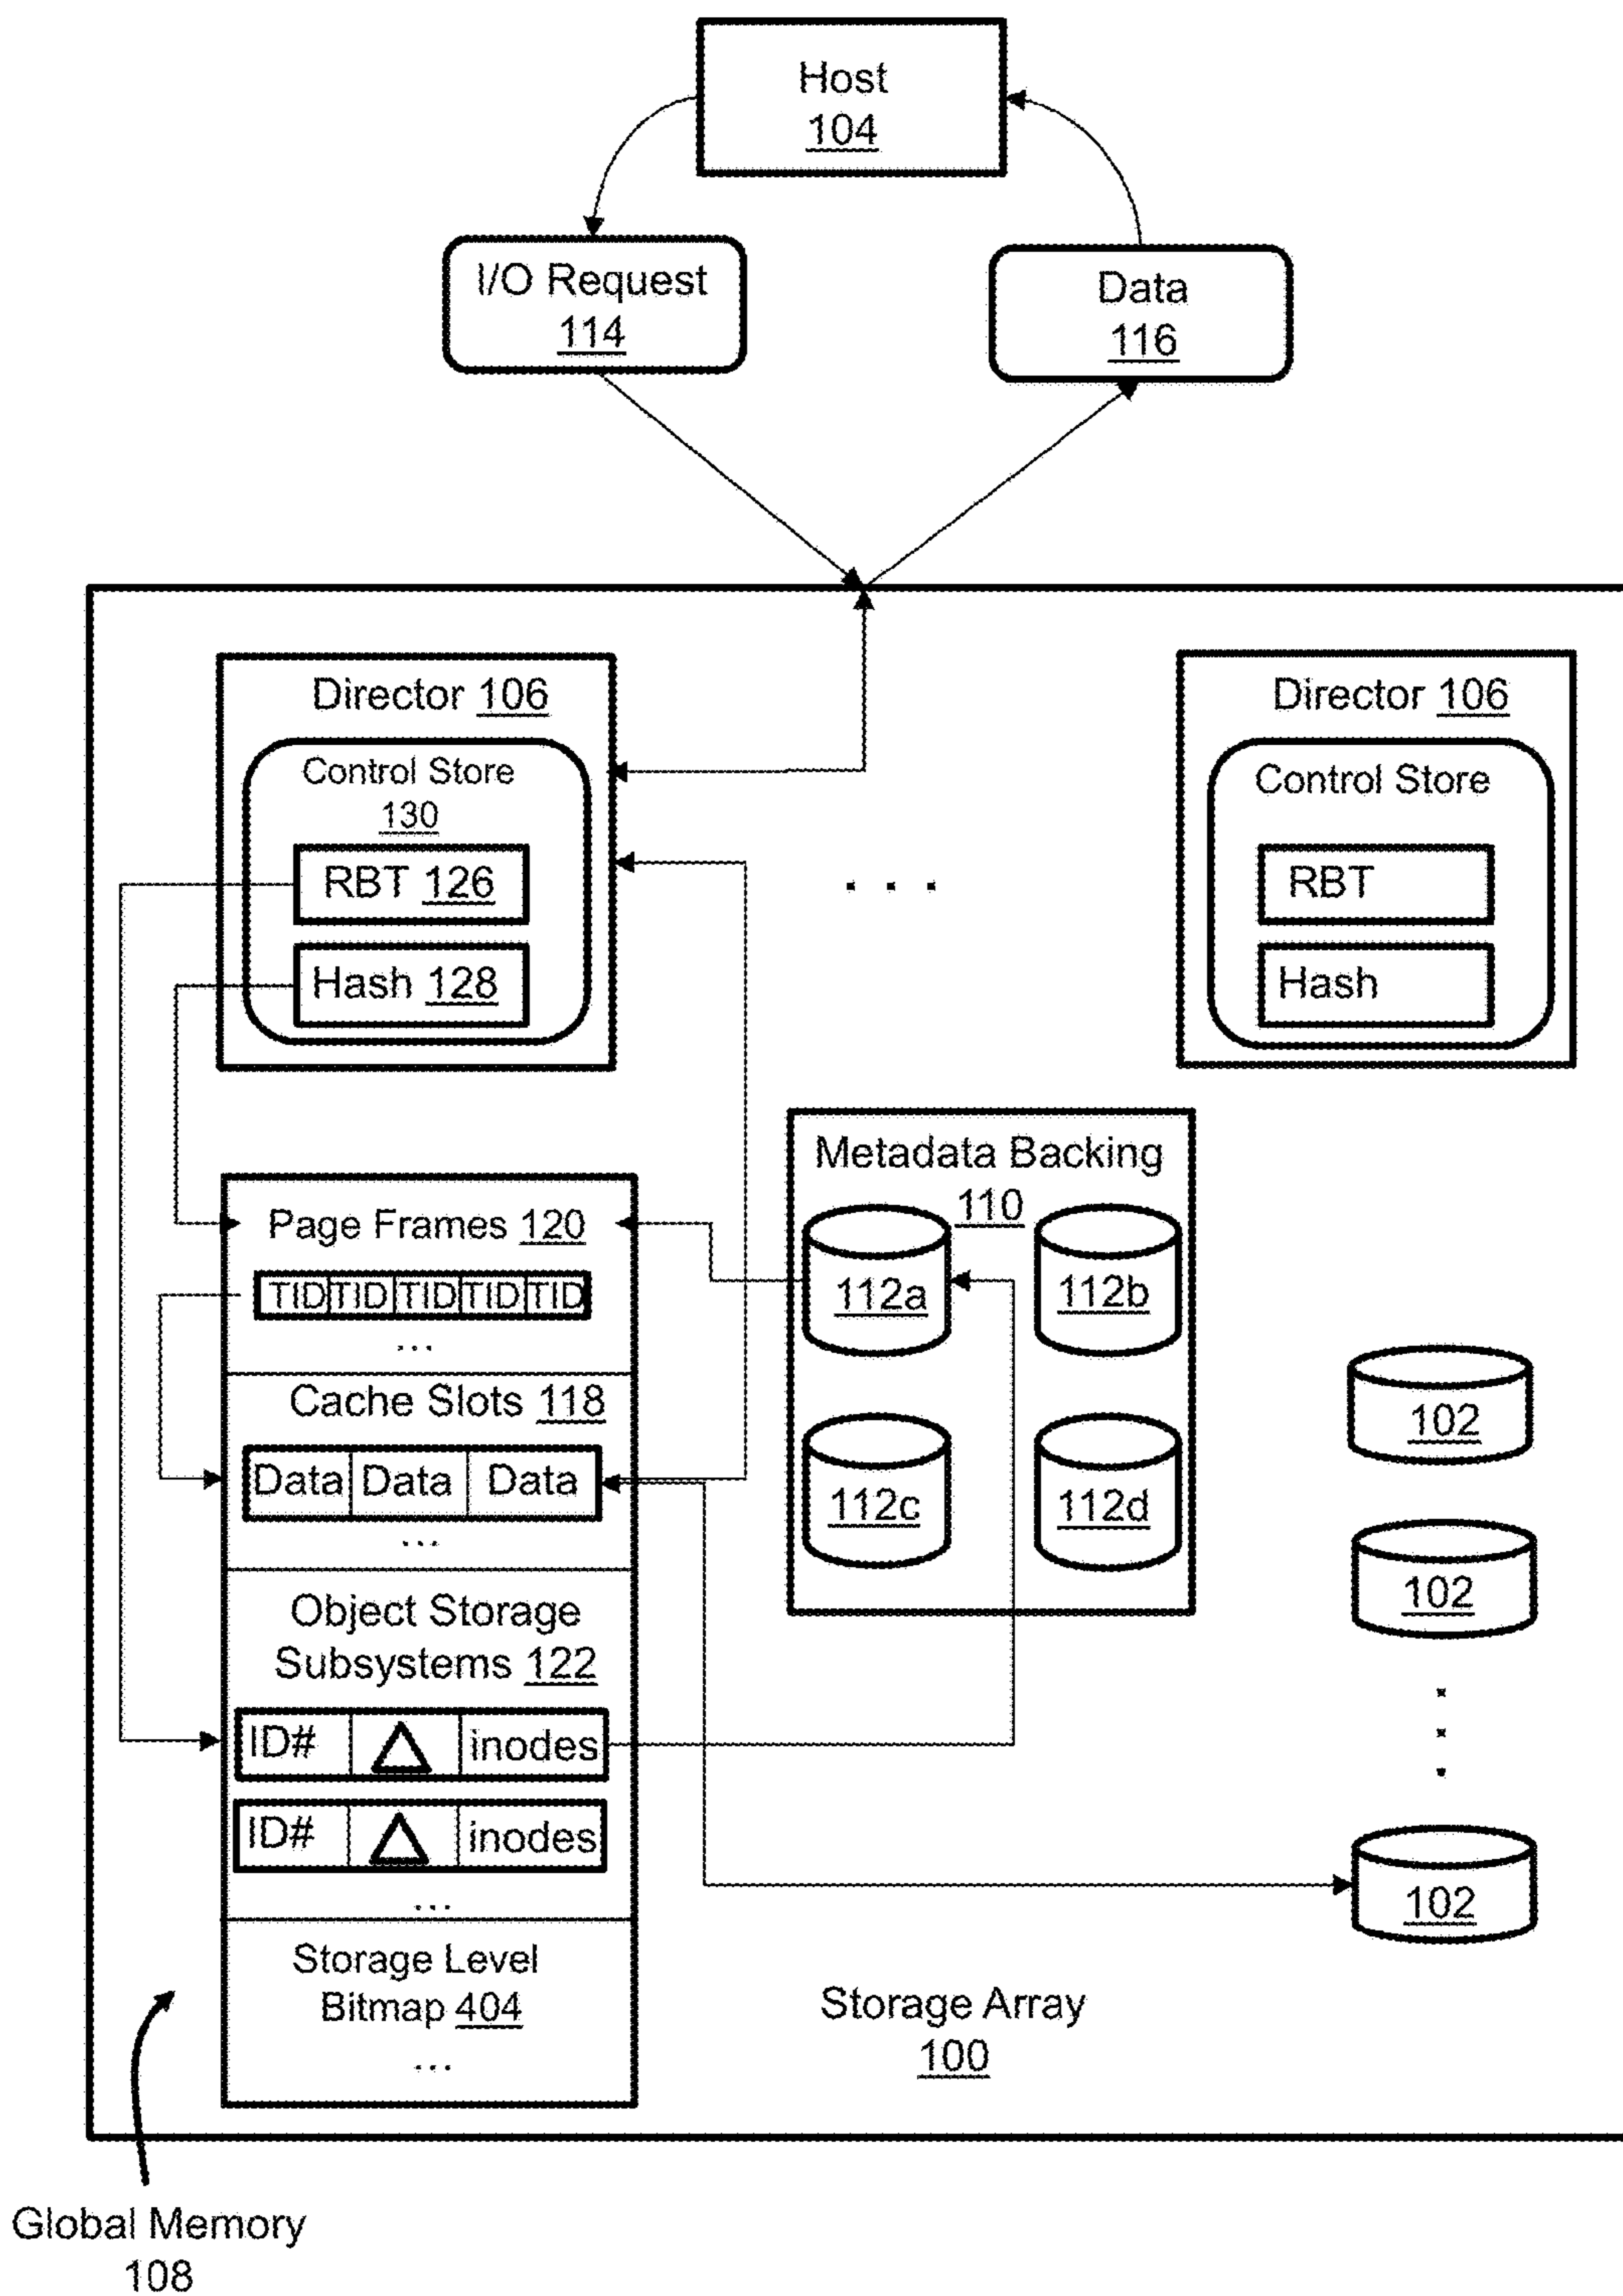 Host
104
I/O Request
114
Data
116
Director 106
Control Store
130
RBT 126
Hash 128
. . .
Director 106
Control Store
RBT
Hash
Page Frames 120
TID TID TID TID TID
...
Cache Slots 118
Data Data Data
...
Object Storage
Subsystems 122
ID# inodes
ID# inodes
...
Storage Level
Bitmap 404
...
Metadata Backing
110
112a
112b
112c
112d
102
102
102
Storage Array
100
Global Memory
108